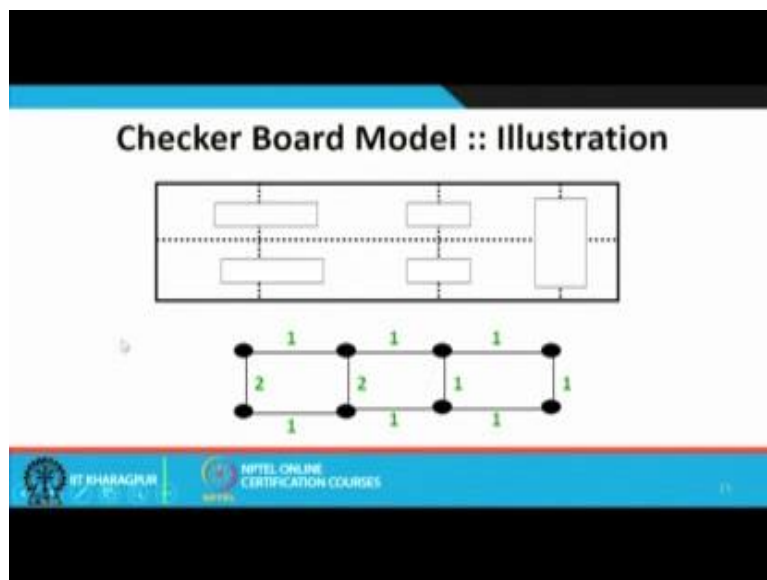 Checker Board Model :: Illustration
1 1 1
2 2 1 1
1 1 1
IIT KHARAGPUR
NPTEL ONLINE
CERTIFICATION COURSES